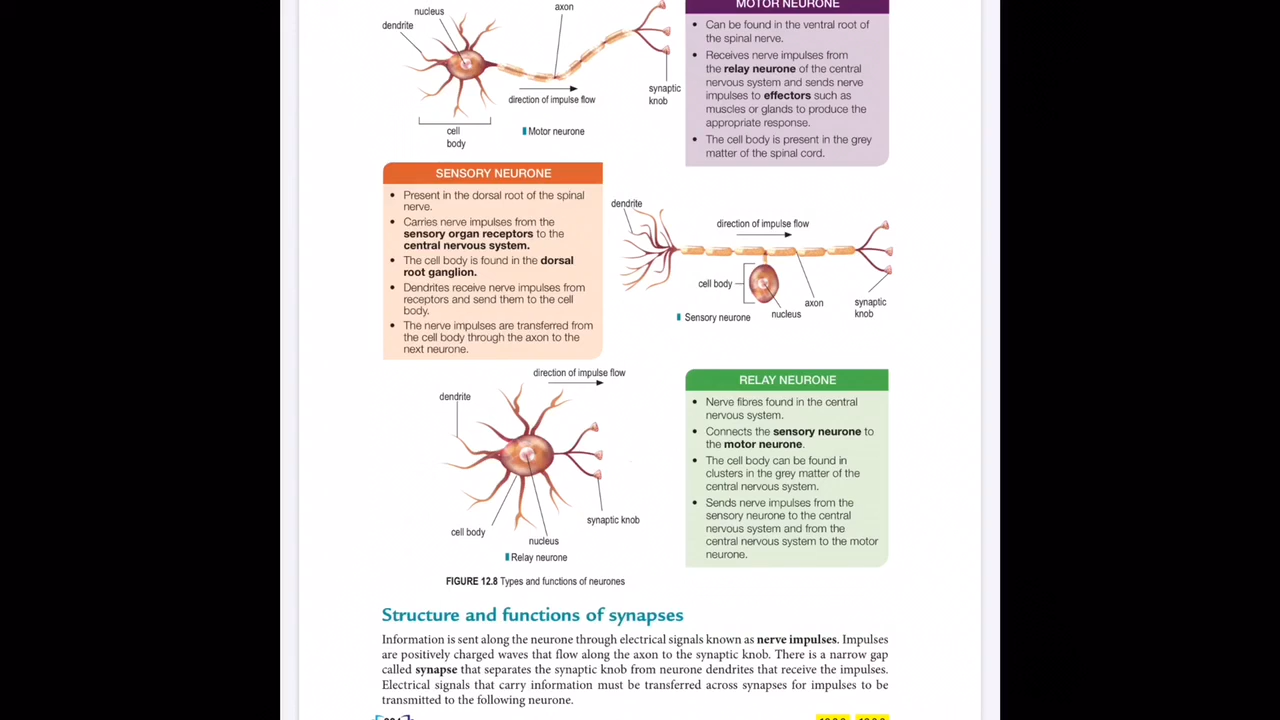 nucleus
axon
dendrite
synaptic
knob
direction of impulse flow
cell
body
Motor neurone
MOTOR NEURONE
• Can be found in the ventral root of
the spinal nerve.
• Receives nerve impulses from
the relay neurone of the central
nervous system and sends nerve
impulses to effectors such as
muscles or glands to produce the
appropriate response.
• The cell body is present in the grey
matter of the spinal cord.
SENSORY NEURONE
• Present in the dorsal root of the spinal
nerve.
• Carries nerve impulses from the
sensory organ receptors to the
central nervous system.
• The cell body is found in the dorsal
root ganglion.
• Dendrites receive nerve impulses from
receptors and send them to the cell
body.
• The nerve impulses are transferred from
the cell body through the axon to the
next neurone.
dendrite
direction of impulse flow
cell body
axon
nucleus
synaptic
knob
Sensory neurone
direction of impulse flow
dendrite
synaptic knob
cell body
nucleus
Relay neurone
RELAY NEURONE
• Nerve fibres found in the central
nervous system.
• Connects the sensory neurone to
the motor neurone.
• The cell body can be found in
clusters in the grey matter of the
central nervous system.
• Sends nerve impulses from the
sensory neurone to the central
nervous system and from the
central nervous system to the motor
neurone.
FIGURE 12.8 Types and functions of neurones
Structure and functions of synapses
Information is sent along the neurone through electrical signals known as nerve impulses. Impulses
are positively charged waves that flow along the axon to the synaptic knob. There is a narrow gap
called synapse that separates the synaptic knob from neurone dendrites that receive the impulses.
Electrical signals that carry information must be transferred across synapses for impulses to be
transmitted to the following neurone.